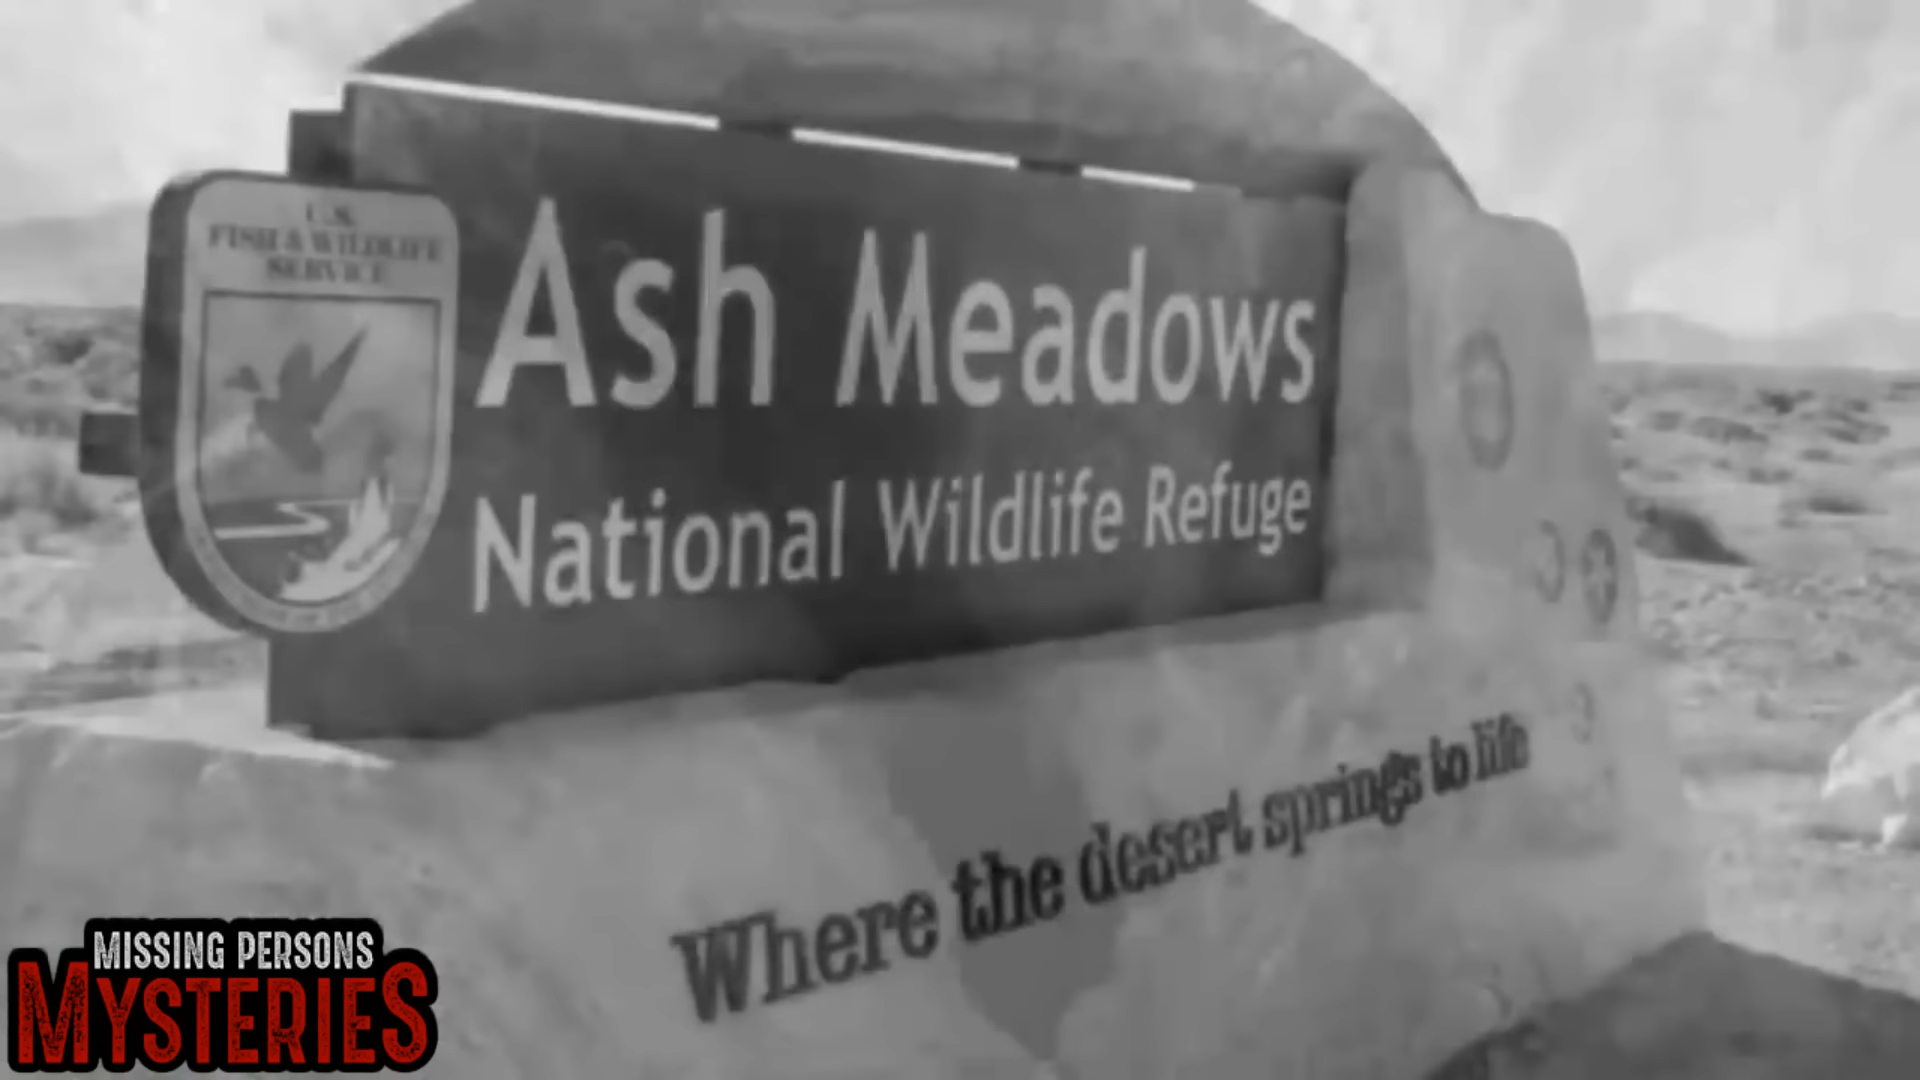 U.S.
FISH & WILDLIFE
SERVICE
Ash Meadows
National Wildlife Refuge
Where the desert springs to life
MISSING PERSONS
MYSTERIES